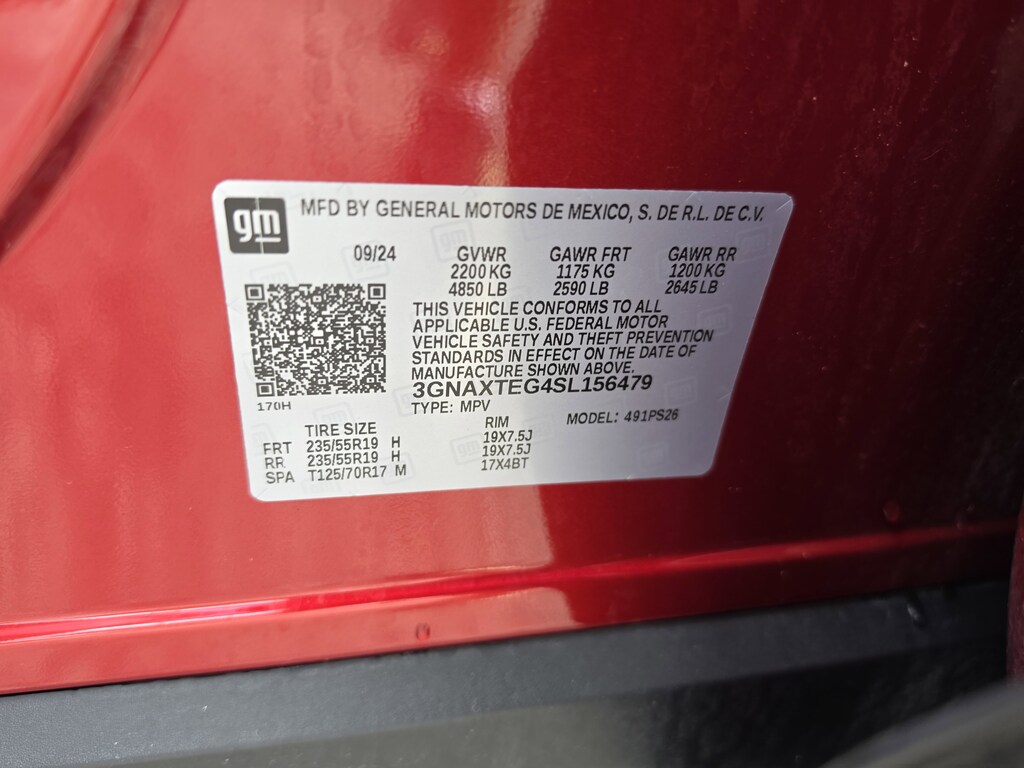 gm MFD BY GENERAL MOTORS DE MEXICO, S. DE R.L. DE C.V.
09/24 GVWR GAWR FRT GAWR RR
2200 KG 1175 KG 1200 KG
4850 LB 2590 LB 2645 LB
THIS VEHICLE CONFORMS TO ALL
APPLICABLE U.S. FEDERAL MOTOR
VEHICLE SAFETY AND THEFT PREVENTION
STANDARDS IN EFFECT ON THE DATE OF
MANUFACTURE SHOWN ABOVE.
3GNAXTEG4SL156479
170H
TYPE: MPV MODEL: 491PS26
TIRE SIZE RIM
FRT 235/55R19 H 19X7.5J
RR 235/55R19 H 19X7.5J
SPA T125/70R17 M 17X4BT